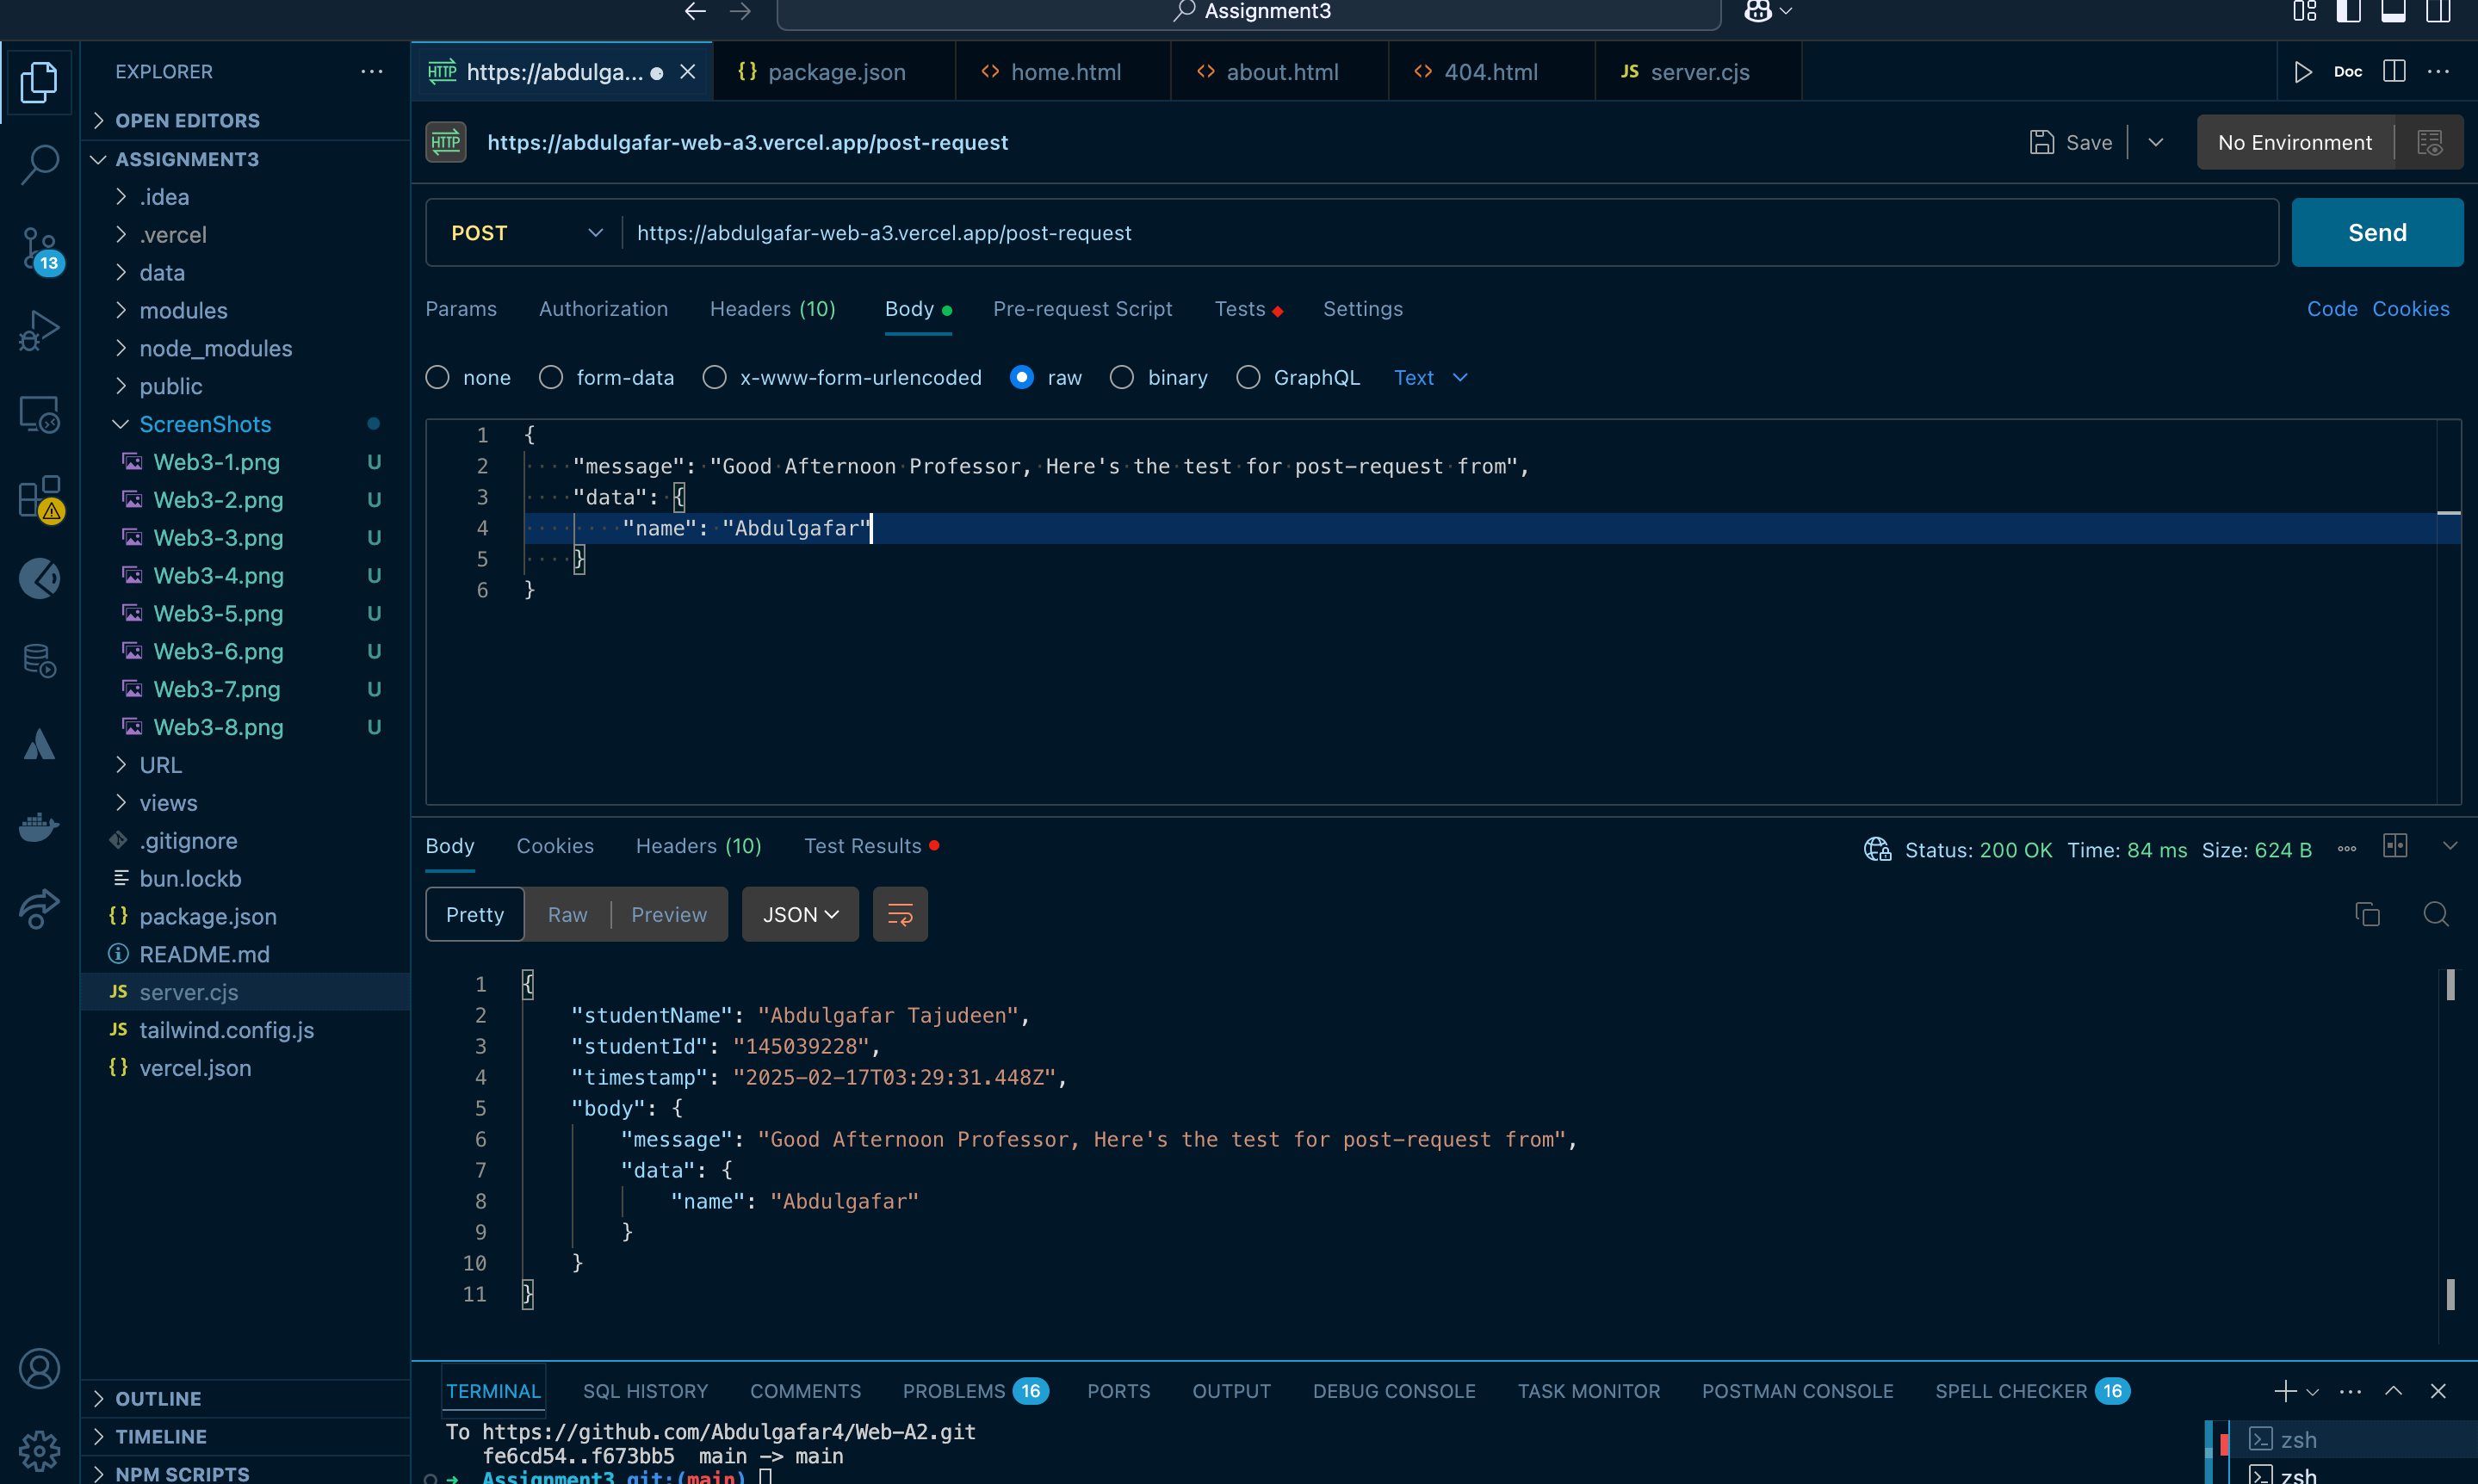 Assignment3
EXPLORER
OPEN EDITORS
ASSIGNMENT3
.idea
.vercel
data
modules
node_modules
public
ScreenShots
Web3-1.png U
Web3-2.png U
Web3-3.png U
Web3-4.png U
Web3-5.png U
Web3-6.png U
Web3-7.png U
Web3-8.png U
URL
views
.gitignore
bun.lockb
{} package.json
README.md
JS server.cjs
JS tailwind.config.js
{} vercel.json
OUTLINE
TIMELINE
NPM SCRIPTS
13
HTTP https://abdulga... {} package.json <> home.html <> about.html <> 404.html JS server.cjs Doc
HTTP https://abdulgafar-web-a3.vercel.app/post-request Save No Environment
POST https://abdulgafar-web-a3.vercel.app/post-request Send
Params Authorization Headers (10) Body Pre-request Script Tests Settings Code Cookies
none form-data x-www-form-urlencoded raw binary GraphQL Text
1 {
2 "message": "Good Afternoon Professor, Here's the test for post-request from",
3 "data": {
4 "name": "Abdulgafar"
5 }
6 }
Body Cookies Headers (10) Test Results Status: 200 OK Time: 84 ms Size: 624 B
Pretty Raw Preview JSON
1 {
2 "studentName": "Abdulgafar Tajudeen",
3 "studentId": "145039228",
4 "timestamp": "2025-02-17T03:29:31.448Z",
5 "body": {
6 "message": "Good Afternoon Professor, Here's the test for post-request from",
7 "data": {
8 "name": "Abdulgafar"
9 }
10 }
11 }
TERMINAL SQL HISTORY COMMENTS PROBLEMS 16 PORTS OUTPUT DEBUG CONSOLE TASK MONITOR POSTMAN CONSOLE SPELL CHECKER 16
To https://github.com/Abdulgafar4/Web-A2.git
fe6cd54..f673bb5 main -> main
Assignment3 git:(main)
zsh
zsh